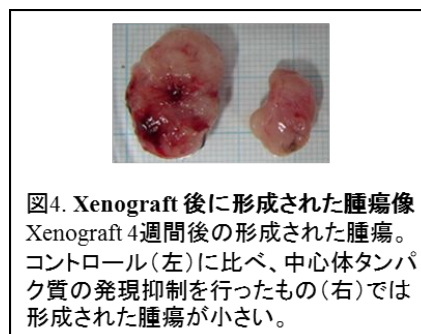 図4. Xenograft 後に形成された腫瘍像
Xenograft 4週間後の形成された腫瘍。
コントロール（左）に比べ、中心体タンパ
ク質の発現抑制を行ったもの（右）では
形成された腫瘍が小さい。